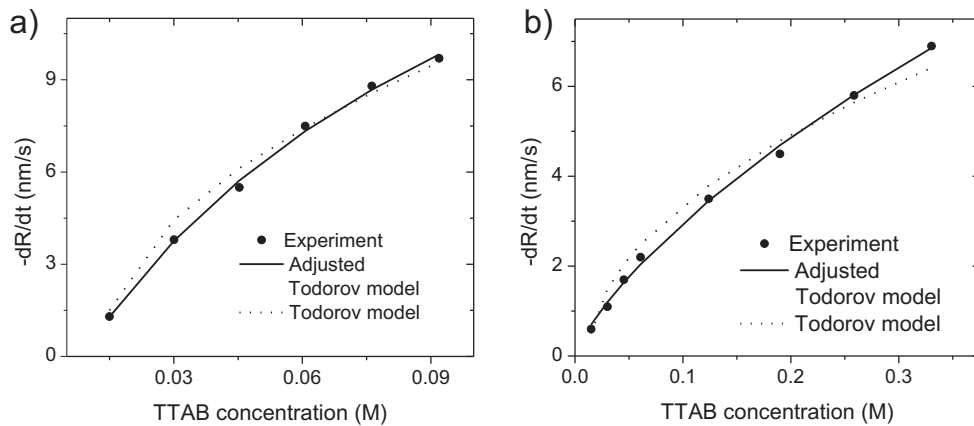 a)
-dR/dt (nm/s)
9
6
3
0
0.03
0.06
0.09
TTAB concentration (M)
Experiment
Adjusted
Todorov model
Todorov model
b)
-dR/dt (nm/s)
6
4
2
0
0.0
0.1
0.2
0.3
TTAB concentration (M)
Experiment
Adjusted
Todorov model
Todorov model